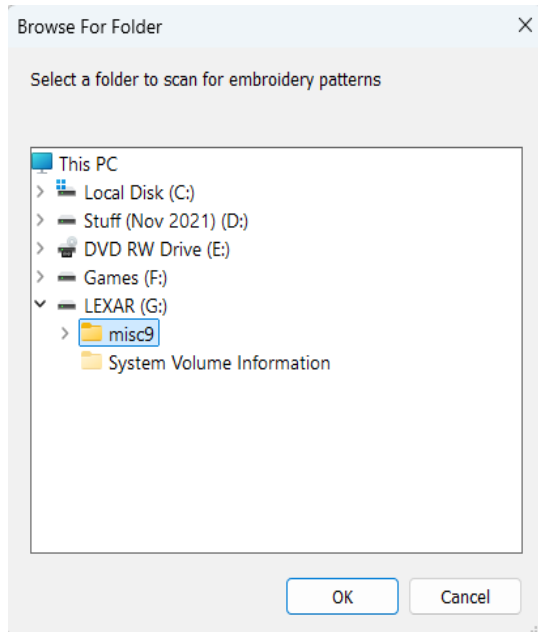 Browse For Folder
Select a folder to scan for embroidery patterns
This PC
Local Disk (C:)
Stuff (Nov 2021) (D:)
DVD RW Drive (E:)
Games (F:)
LEXAR (G:)
misc9
System Volume Information
OK Cancel